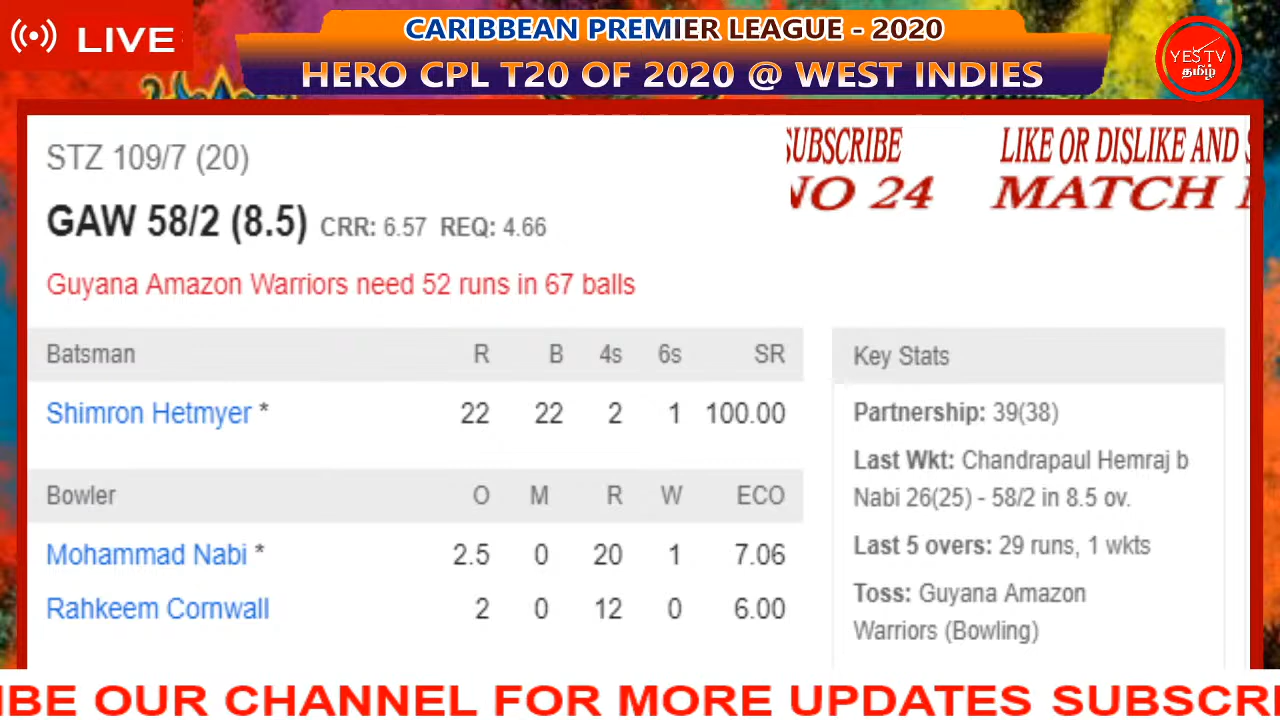 LIVE
CARIBBEAN PREMIER LEAGUE - 2020
HERO CPL T20 OF 2020 @ WEST INDIES
YES TV
தமிழ்
STZ 109/7 (20)
SUBSCRIBE LIKE OR DISLIKE AND
NO 24 MATCH
GAW 58/2 (8.5) CRR: 6.57 REQ: 4.66
Guyana Amazon Warriors need 52 runs in 67 balls
Batsman R B 4s 6s SR
Shimron Hetmyer * 22 22 2 1 100.00
Bowler O M R W ECO
Mohammad Nabi * 2.5 0 20 1 7.06
Rahkeem Cornwall 2 0 12 0 6.00
Key Stats
Partnership: 39(38)
Last Wkt: Chandrapaul Hemraj b
Nabi 26(25) - 58/2 in 8.5 ov.
Last 5 overs: 29 runs, 1 wkts
Toss: Guyana Amazon
Warriors (Bowling)
IBE OUR CHANNEL FOR MORE UPDATES SUBSCR